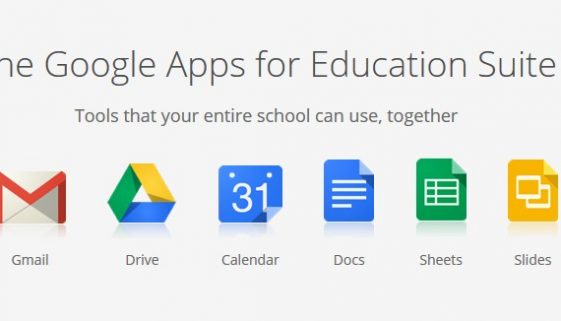 ne Google Apps for Education Suite
Tools that your entire school can use, together
31
Gmail Drive Calendar Docs Sheets Slides